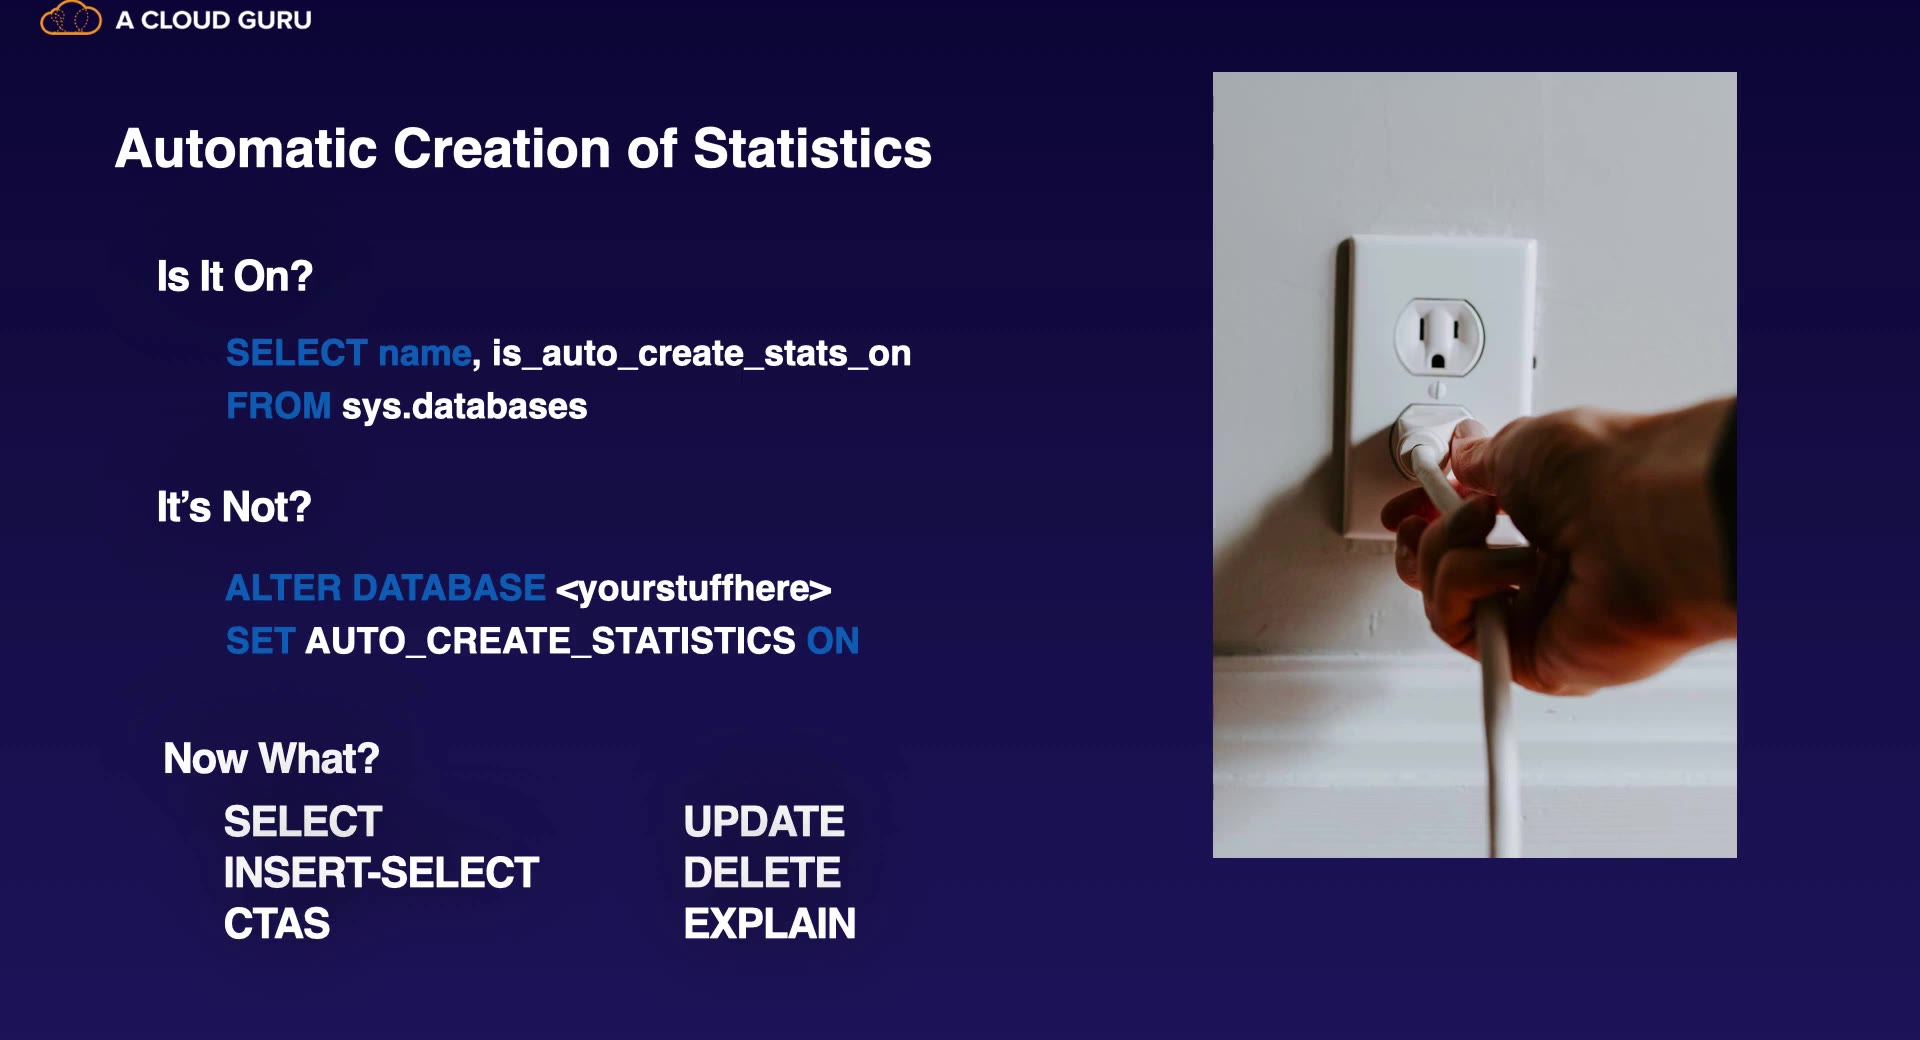 A CLOUD GURU
Automatic Creation of Statistics
Is It On?
SELECT name, is_auto_create_stats_on
FROM sys.databases
It’s Not?
ALTER DATABASE <yourstuffhere>
SET AUTO_CREATE_STATISTICS ON
Now What?
SELECT
INSERT-SELECT
CTAS
UPDATE
DELETE
EXPLAIN